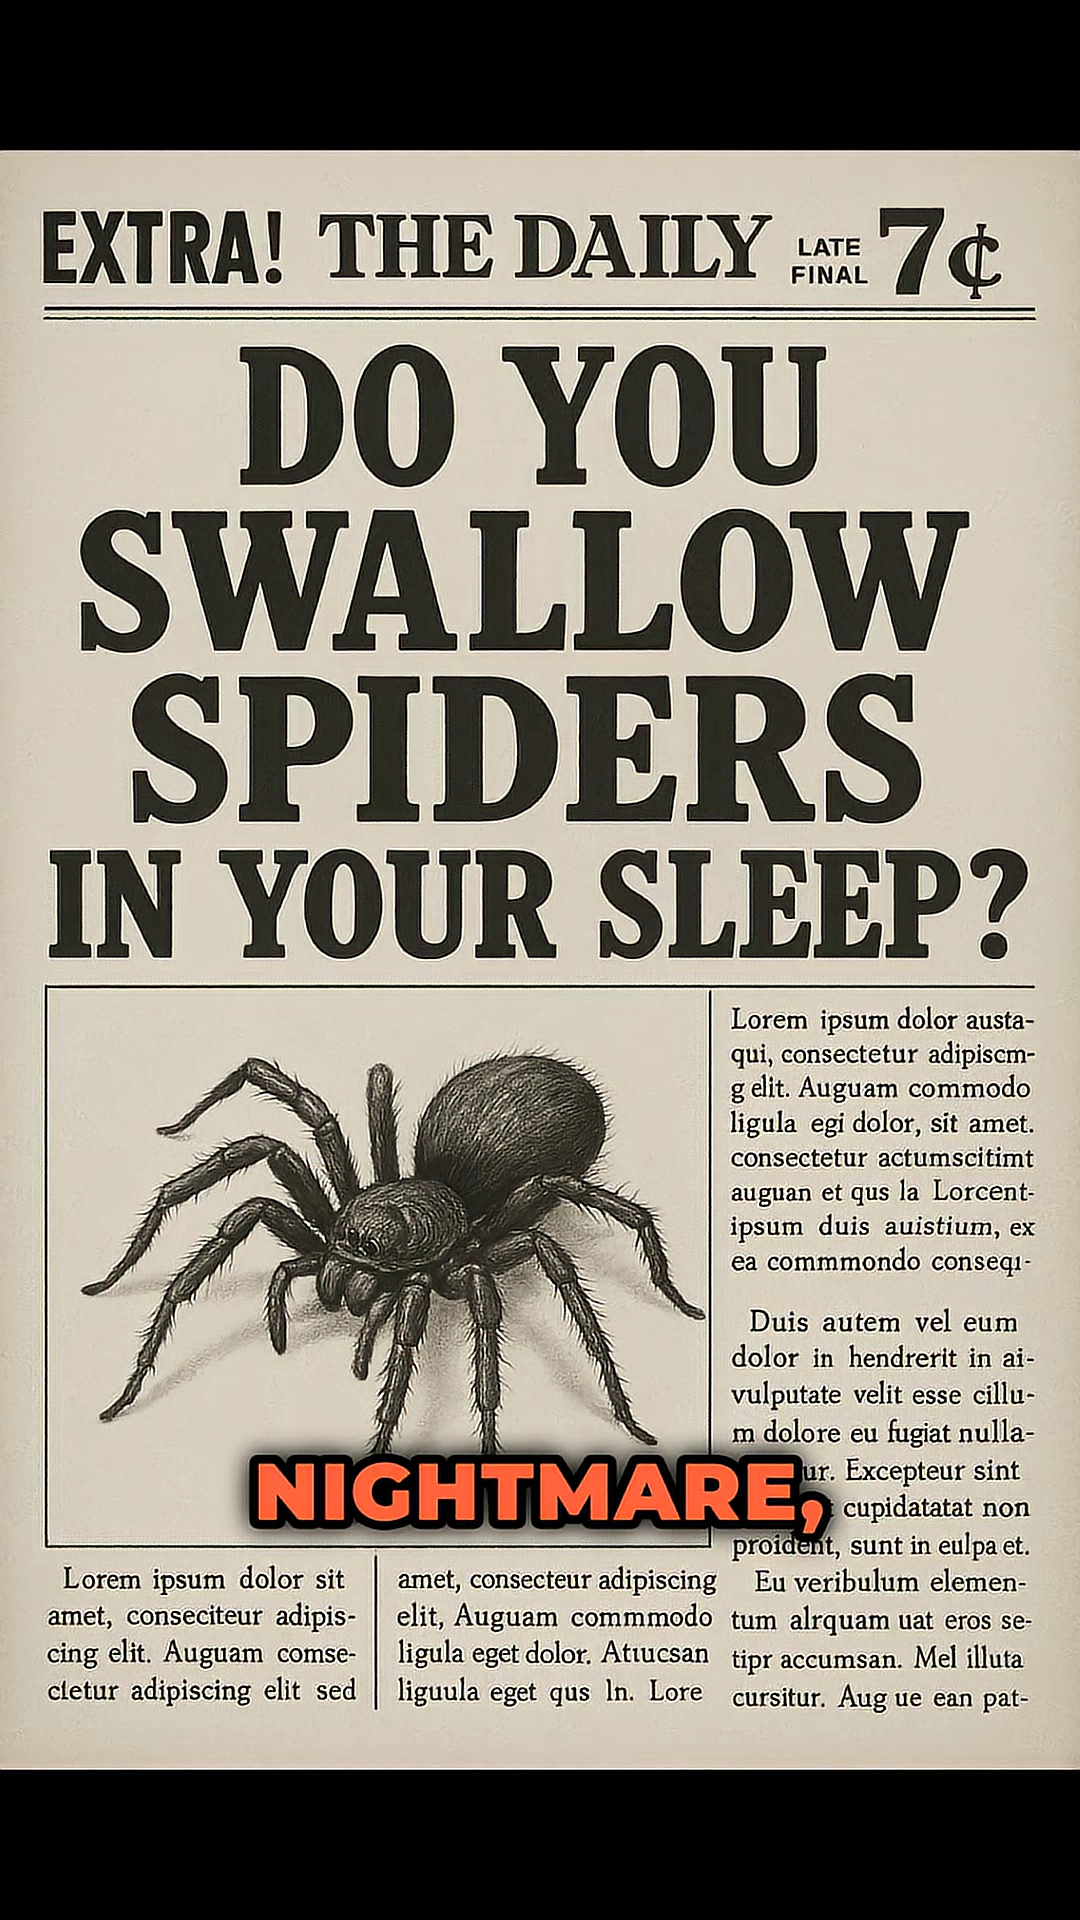 EXTRA! THE DAILY LATE FINAL 7¢
DO YOU
SWALLOW
SPIDERS
IN YOUR SLEEP?
Lorem ipsum dolor austa-
qui, consectetur adipiscm-
g elit. Auguam commodo
ligula egi dolor, sit amet.
consectetur actumscitimt
auguan et qus la Lorcent-
ipsum duis auistium, ex
ea commmondo conseqı-
Duis autem vel eum
dolor in hendrerit in ai-
vulputate velit esse cillu-
m dolore eu fugiat nulla-
ur. Excepteur sint
cupidatatat non
proident, sunt in eulpa et.
Eu veribulum elemen-
tum alrquam uat eros se-
tipr accumsan. Mel illuta
cursitur. Aug ue ean pat-
NIGHTMARE,
Lorem ipsum dolor sit
amet, conseciteur adipis-
cing elit. Auguam comse-
ctetur adipiscing elit sed
amet, consecteur adipiscing
elit, Auguam commmodo
ligula eget dolor. Atıucsan
liguula eget qus ln. Lore